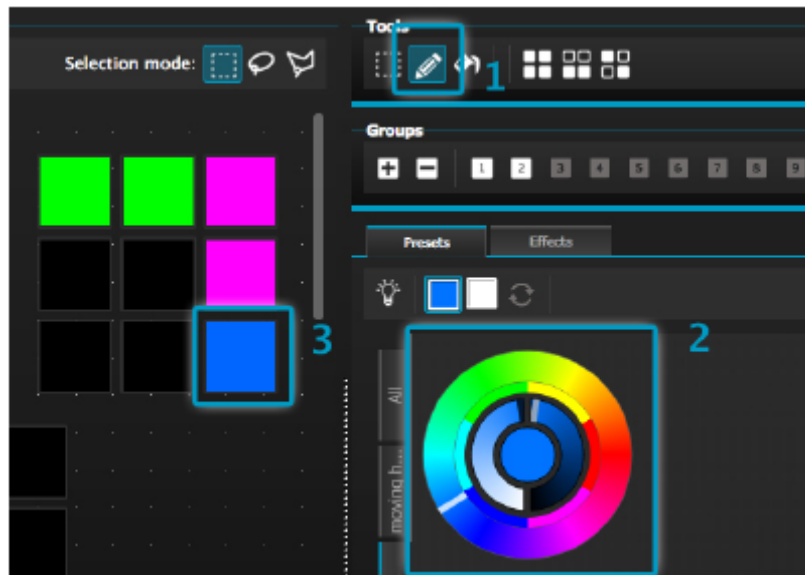 Tools
Selection mode:
1
Groups
1 2 3 4 5 6 7 8 9
Presets Effects
2
3
All
moving h...